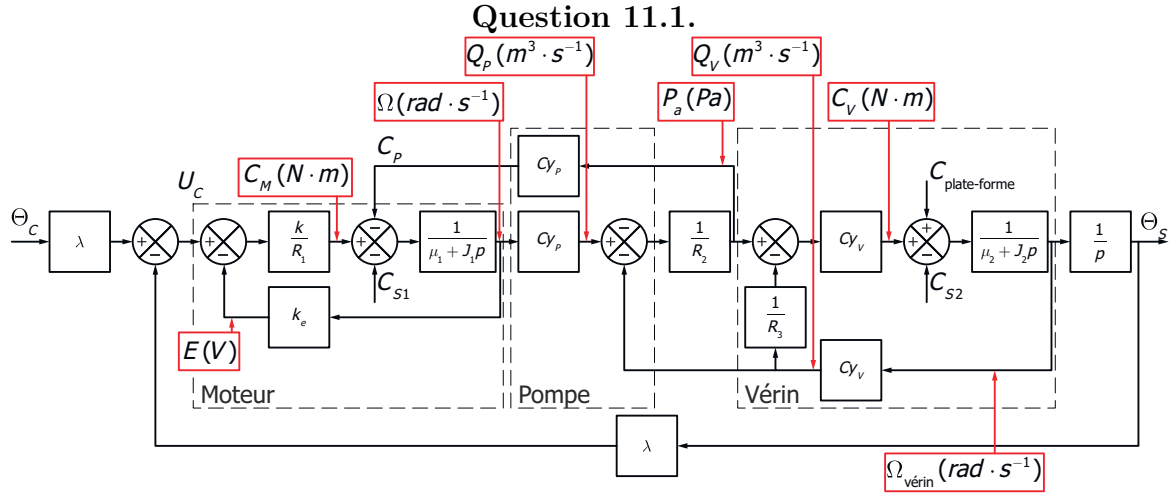 Question 11.1.
Q_P (m³ · s⁻¹)
Q_V (m³ · s⁻¹)
Ω (rad · s⁻¹)
P_a (Pa)
C_V (N · m)
C_P
Cy_P
C_M (N · m)
C_plate-forme
U_C
Θ_C
λ
+
−
+
−
k/R_1
−
+
−
1/(μ_1 + J_1 p)
Cy_P
+
−
−
1/R_2
+
−
Cy_V
+
+
−
1/(μ_2 + J_2 p)
1/p
Θ_S
C_S1
C_S2
k_e
1/R_3
E (V)
Cy_V
Moteur
Pompe
Vérin
λ
Ω_vérin (rad · s⁻¹)